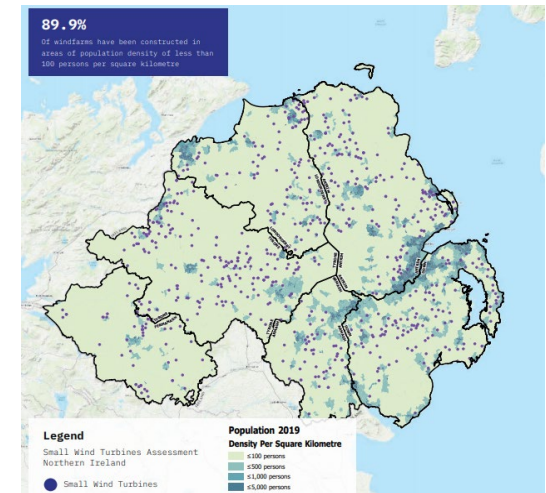 89.9%
Of windfarms have been constructed in
areas of population density of less than
100 persons per square kilometre
Legend
Small Wind Turbines Assessment
Northern Ireland
Small Wind Turbines
Population 2019
Density Per Square Kilometre
≤100 persons
≤500 persons
≤1,000 persons
≤5,000 persons